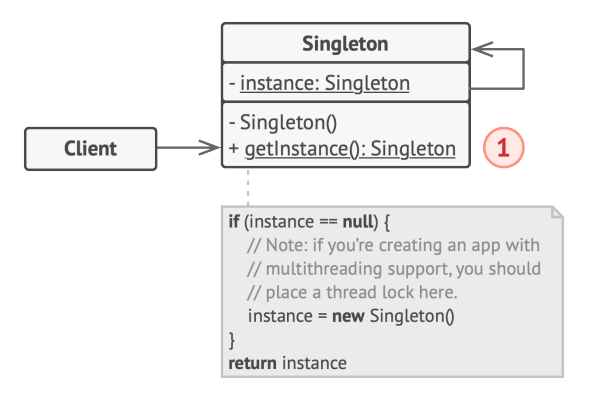 Singleton
- instance: Singleton
- Singleton()
+ getInstance(): Singleton
Client
1
if (instance == null) {
// Note: if you’re creating an app with
// multithreading support, you should
// place a thread lock here.
instance = new Singleton()
}
return instance